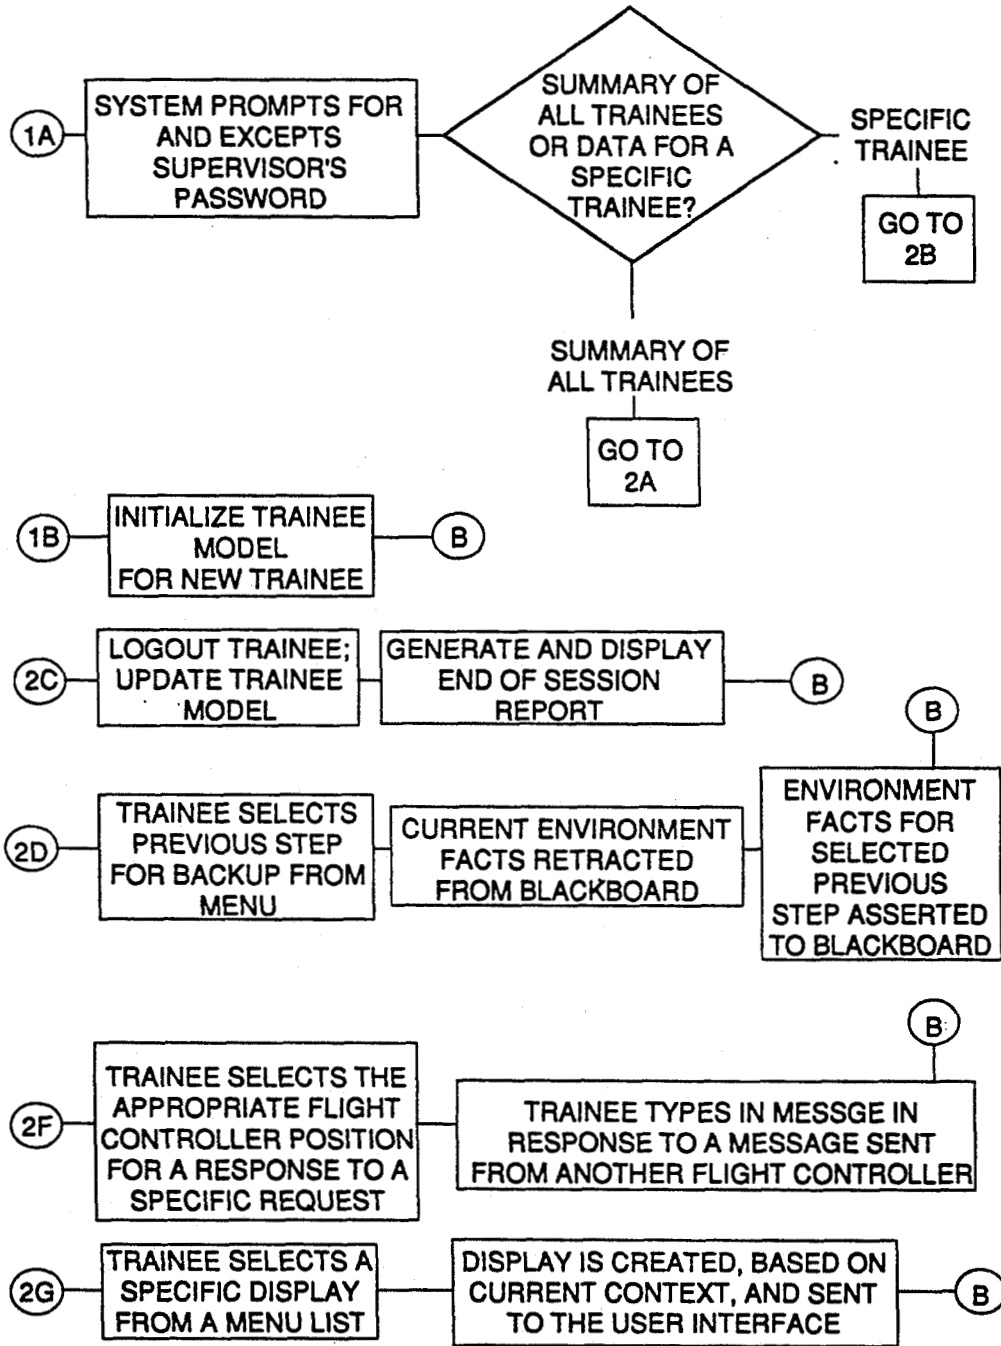 1A
SYSTEM PROMPTS FOR
AND EXCEPTS
SUPERVISOR'S
PASSWORD
SUMMARY OF
ALL TRAINEES
OR DATA FOR A
SPECIFIC
TRAINEE?
SPECIFIC
TRAINEE
GO TO
2B
SUMMARY OF
ALL TRAINEES
GO TO
2A
1B
INITIALIZE TRAINEE
MODEL
FOR NEW TRAINEE
B
2C
LOGOUT TRAINEE;
UPDATE TRAINEE
MODEL
GENERATE AND DISPLAY
END OF SESSION
REPORT
B
2D
TRAINEE SELECTS
PREVIOUS STEP
FOR BACKUP FROM
MENU
CURRENT ENVIRONMENT
FACTS RETRACTED
FROM BLACKBOARD
ENVIRONMENT
FACTS FOR
SELECTED
PREVIOUS
STEP ASSERTED
TO BLACKBOARD
B
2F
TRAINEE SELECTS THE
APPROPRIATE FLIGHT
CONTROLLER POSITION
FOR A RESPONSE TO A
SPECIFIC REQUEST
TRAINEE TYPES IN MESSGE IN
RESPONSE TO A MESSAGE SENT
FROM ANOTHER FLIGHT CONTROLLER
B
2G
TRAINEE SELECTS A
SPECIFIC DISPLAY
FROM A MENU LIST
DISPLAY IS CREATED, BASED ON
CURRENT CONTEXT, AND SENT
TO THE USER INTERFACE
B